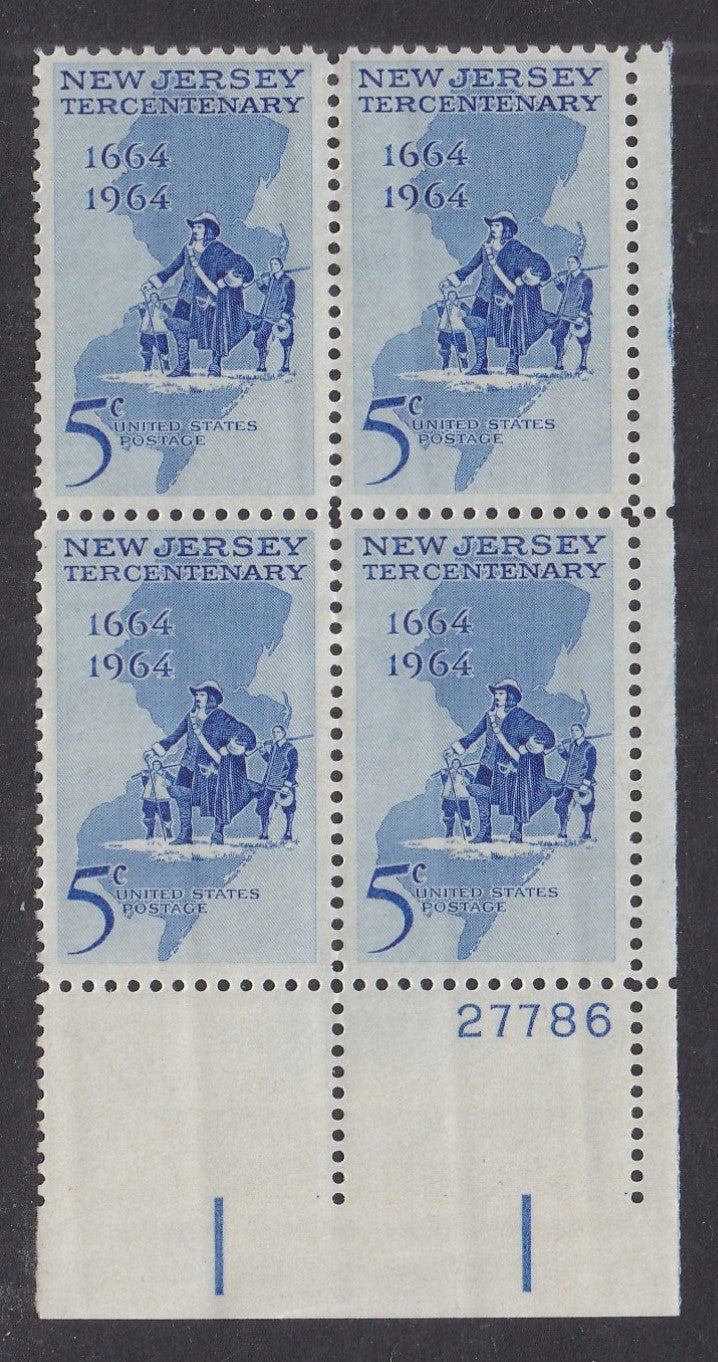 NEW JERSEY
TERCENTENARY
1664
1964
5c
UNITED STATES
POSTAGE
NEW JERSEY
TERCENTENARY
1664
1964
5c
UNITED STATES
POSTAGE
NEW JERSEY
TERCENTENARY
1664
1964
5c
UNITED STATES
POSTAGE
NEW JERSEY
TERCENTENARY
1664
1964
5c
UNITED STATES
POSTAGE
27786